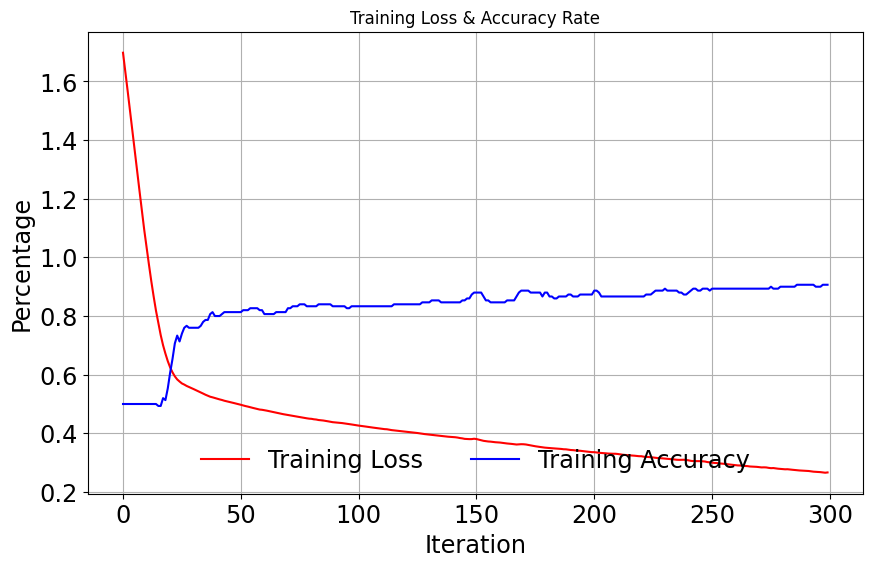 Training Loss & Accuracy Rate
Percentage
1.6
1.4
1.2
1.0
0.8
0.6
0.4
0.2
Training Loss
Training Accuracy
0 50 100 150 200 250 300
Iteration